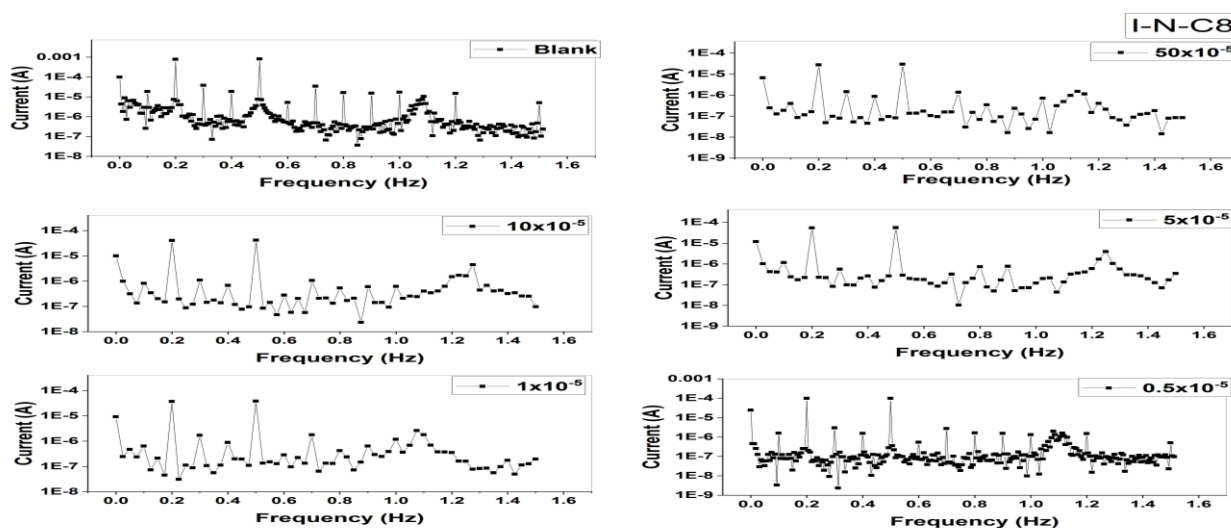 I-N-C8
Blank
Current (A)
0.001
1E-4
1E-5
1E-6
1E-7
1E-8
0.0 0.2 0.4 0.6 0.8 1.0 1.2 1.4 1.6
Frequency (Hz)
50x10⁻⁵
Current (A)
1E-4
1E-5
1E-6
1E-7
1E-8
1E-9
0.0 0.2 0.4 0.6 0.8 1.0 1.2 1.4 1.6
Frequency (Hz)
10x10⁻⁵
Current (A)
1E-4
1E-5
1E-6
1E-7
1E-8
0.0 0.2 0.4 0.6 0.8 1.0 1.2 1.4 1.6
Frequency (Hz)
5x10⁻⁵
Current (A)
1E-4
1E-5
1E-6
1E-7
1E-8
1E-9
0.0 0.2 0.4 0.6 0.8 1.0 1.2 1.4 1.6
Frequency (Hz)
1x10⁻⁵
Current (A)
1E-4
1E-5
1E-6
1E-7
1E-8
0.0 0.2 0.4 0.6 0.8 1.0 1.2 1.4 1.6
Frequency (Hz)
0.5x10⁻⁵
Current (A)
0.001
1E-4
1E-5
1E-6
1E-7
1E-8
1E-9
0.0 0.2 0.4 0.6 0.8 1.0 1.2 1.4 1.6
Frequency (Hz)